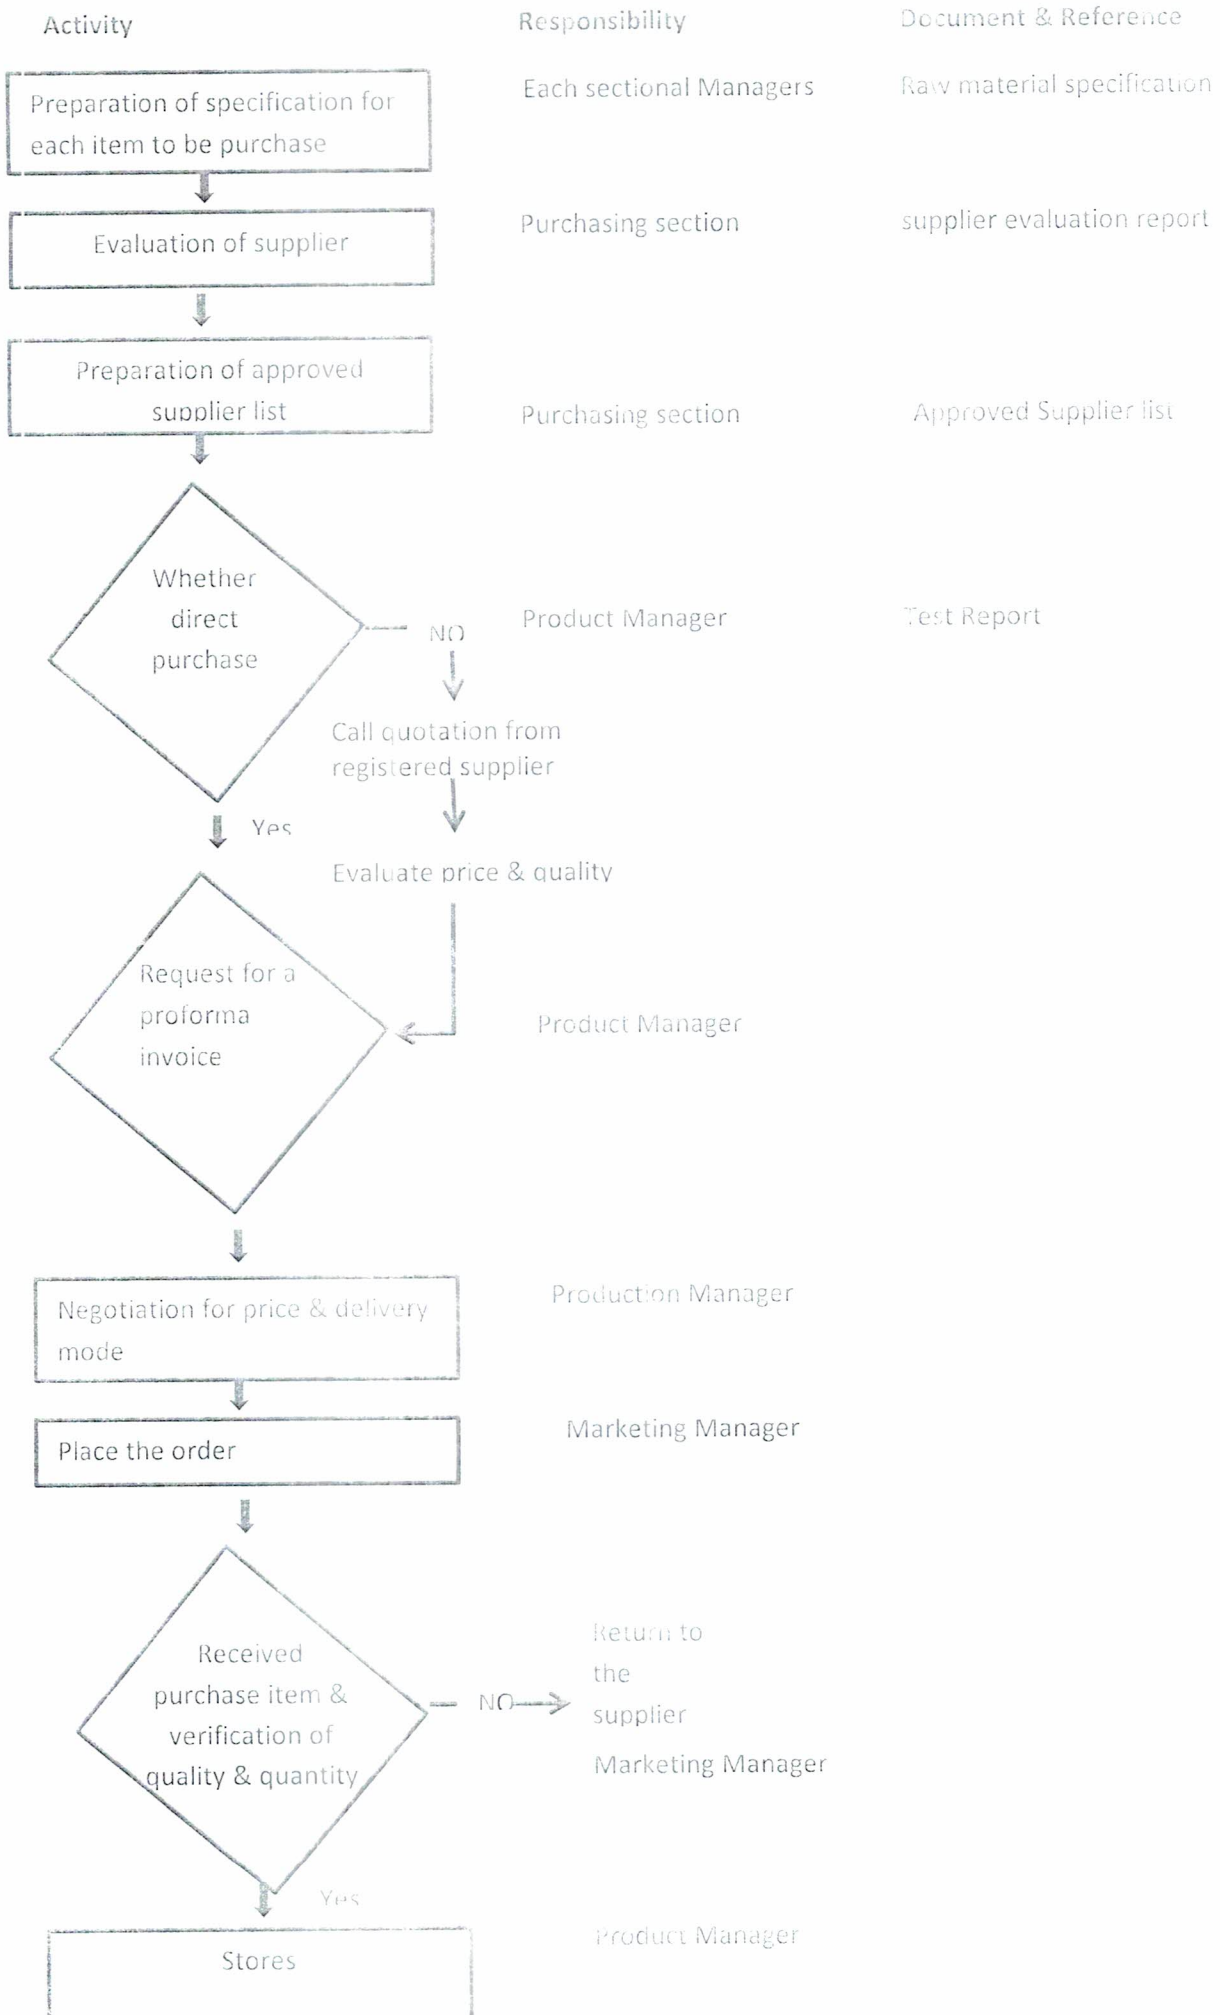 Activity
Responsibility
Document & Reference
Preparation of specification for
each item to be purchase
Each sectional Managers
Raw material specification
Evaluation of supplier
Purchasing section
supplier evaluation report
Preparation of approved
supplier list
Purchasing section
Approved Supplier list
Whether
direct
purchase
NO
Product Manager
Test Report
Call quotation from
registered supplier
Yes
Evaluate price & quality
Request for a
proforma
invoice
Product Manager
Negotiation for price & delivery
mode
Production Manager
Place the order
Marketing Manager
Received
purchase item &
verification of
quality & quantity
NO
Return to
the
supplier
Marketing Manager
Yes
Stores
Product Manager